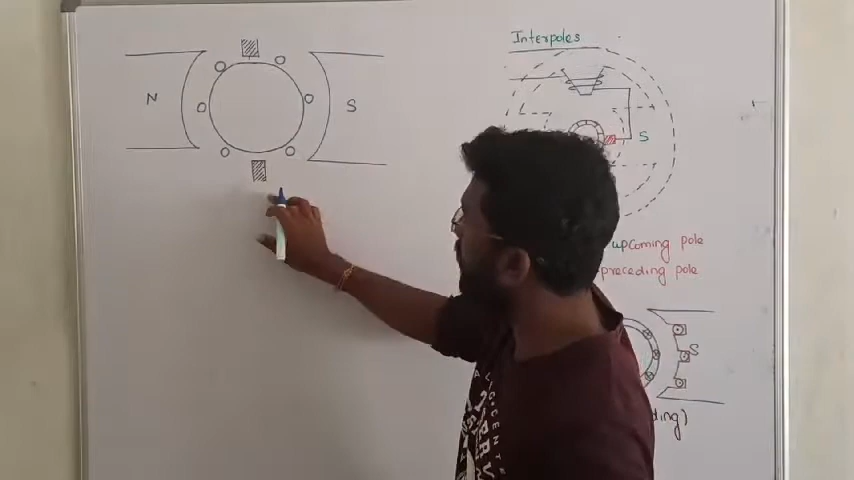 N
S
Interpoles
S
upcoming pole
preceding pole
S
ding)